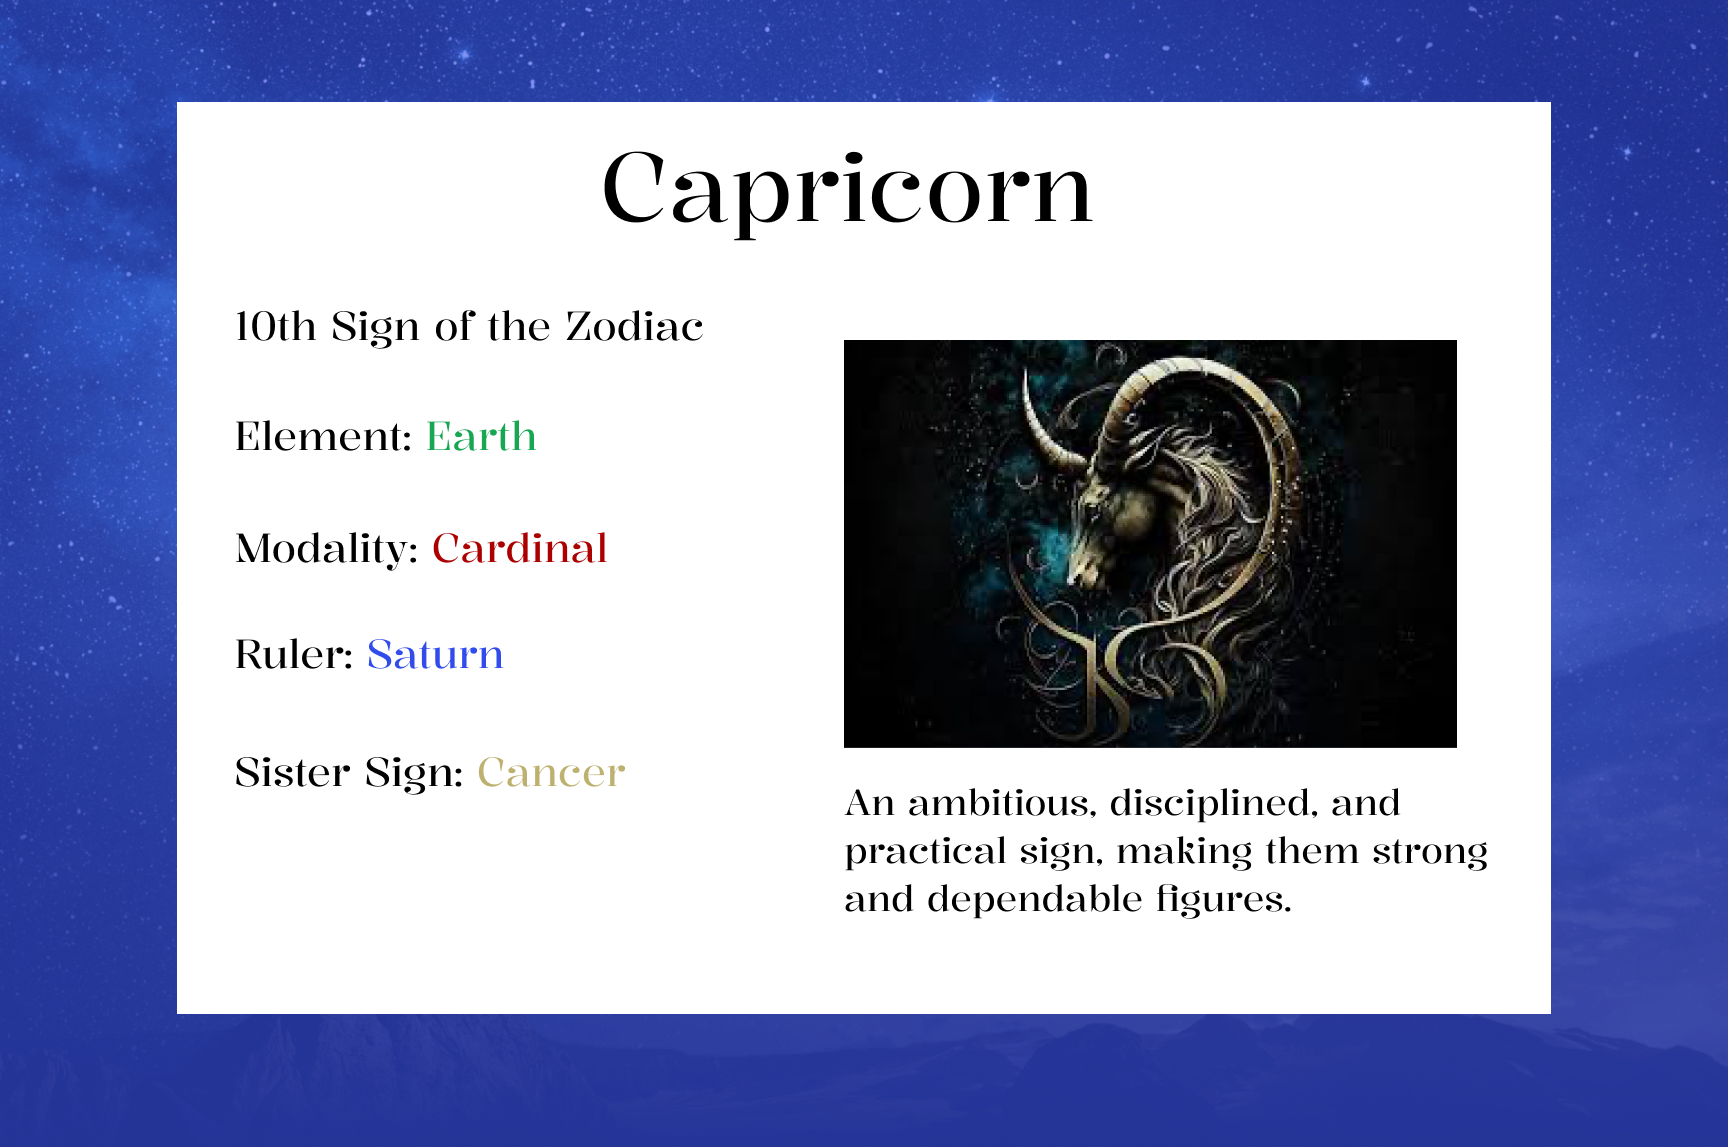 Capricorn
10th Sign of the Zodiac
Element: Earth
Modality: Cardinal
Ruler: Saturn
Sister Sign: Cancer
An ambitious, disciplined, and
practical sign, making them strong
and dependable figures.